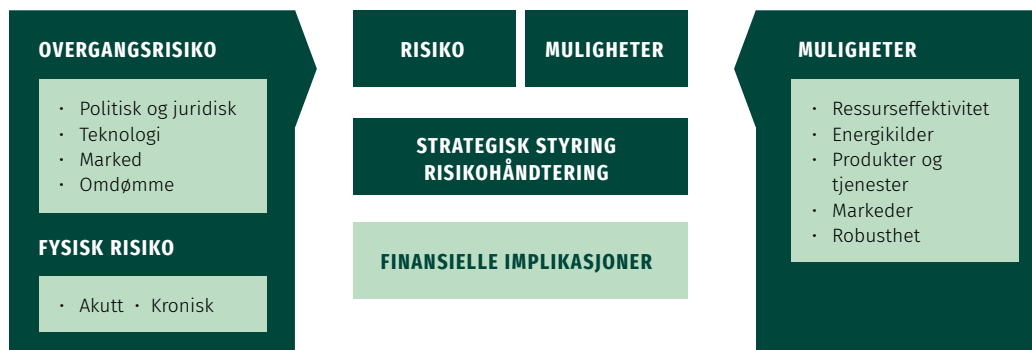 OVERGANGSRISIKO
· Politisk og juridisk
· Teknologi
· Marked
· Omdømme
FYSISK RISIKO
· Akutt · Kronisk
RISIKO
MULIGHETER
STRATEGISK STYRING
RISIKOHÅNDTERING
FINANSIELLE IMPLIKASJONER
MULIGHETER
· Ressurseffektivitet
· Energikilder
· Produkter og
tjenester
· Markeder
· Robusthet